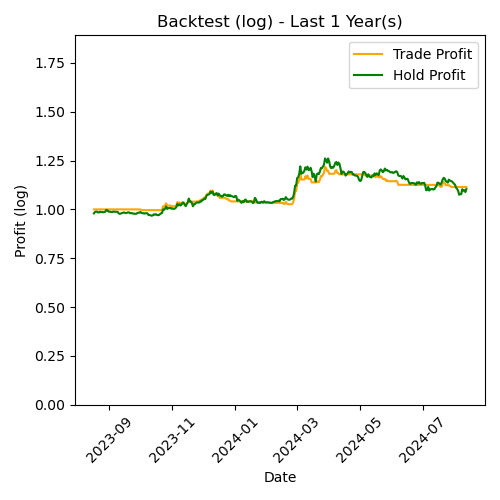 Backtest (log) - Last 1 Year(s)
Trade Profit
Hold Profit
Profit (log)
1.75
1.50
1.25
1.00
0.75
0.50
0.25
0.00
2023-09
2023-11
2024-01
2024-03
2024-05
2024-07
Date